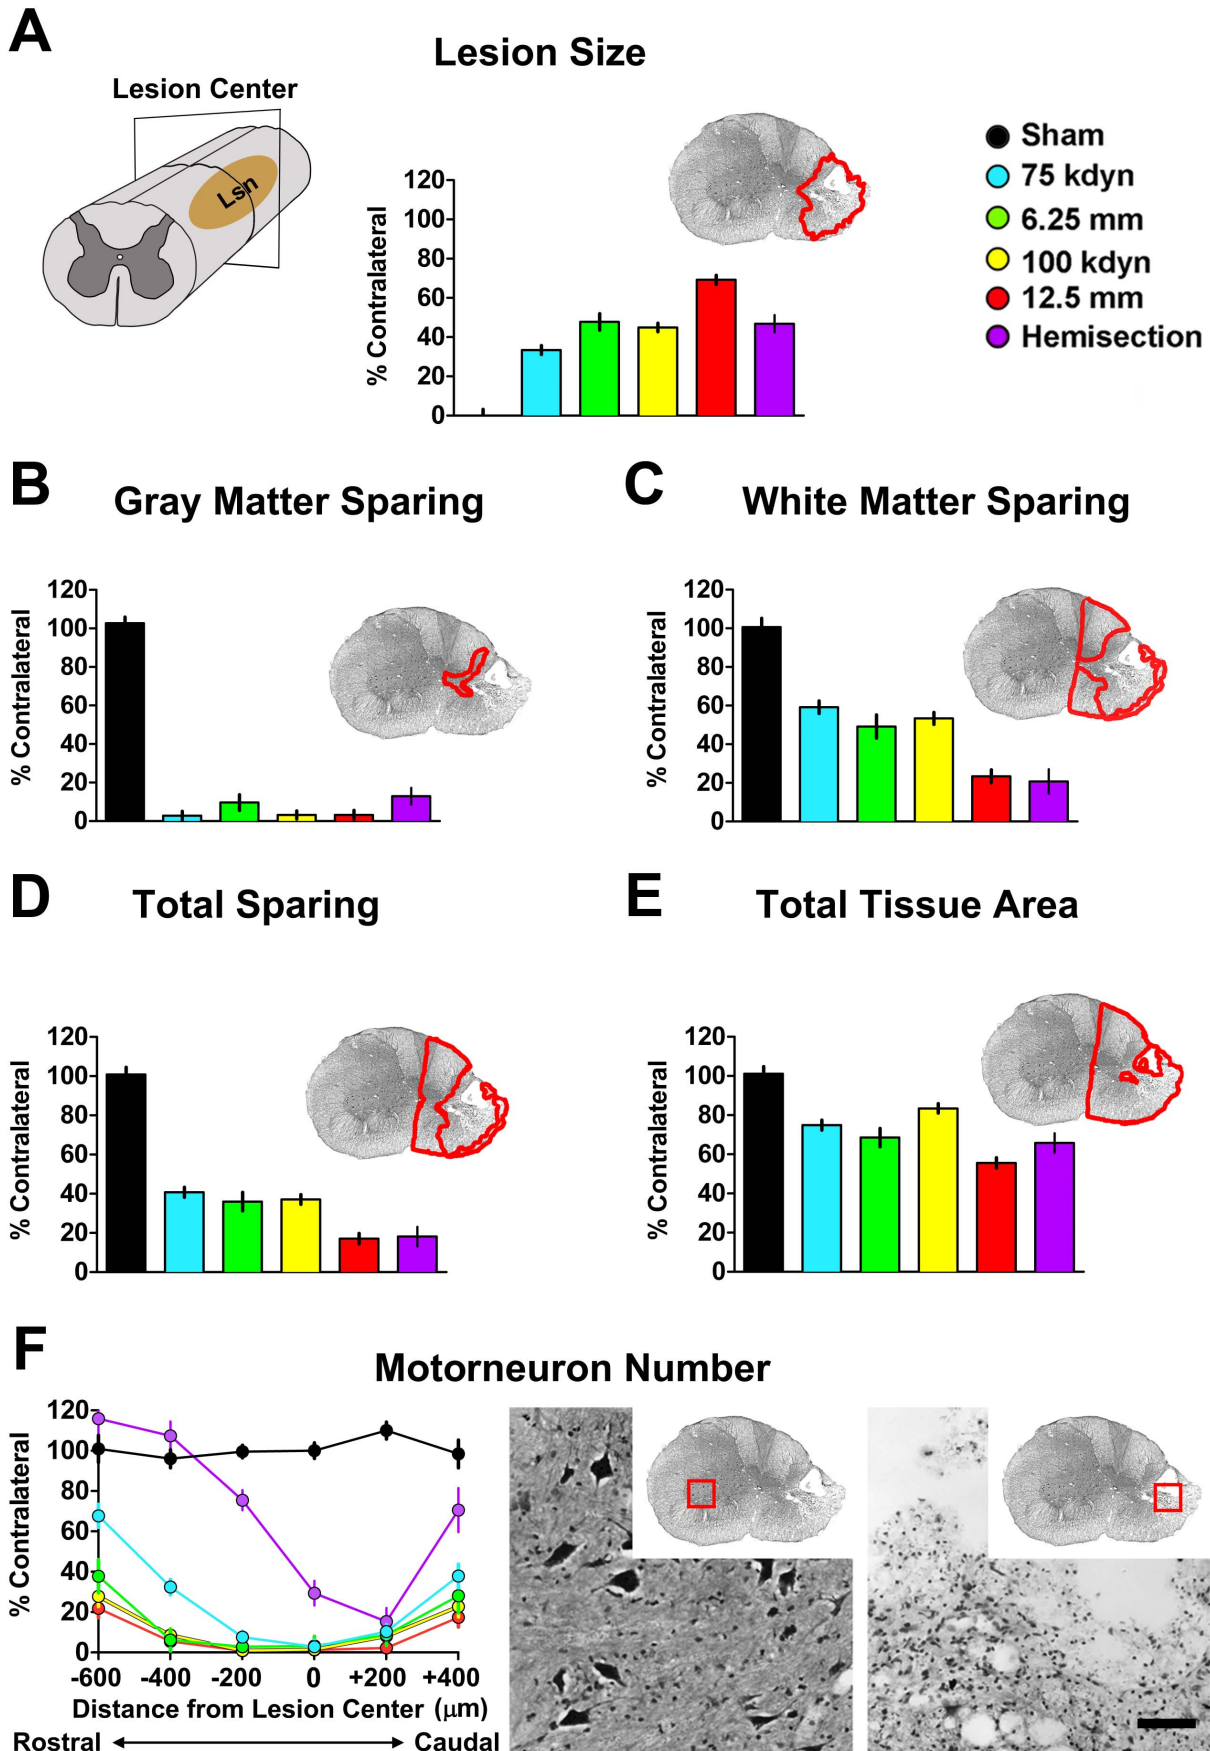 A
Lesion Size
Lesion Center
Lsn
% Contralateral
120
100
80
60
40
20
0
Sham
75 kdyn
6.25 mm
100 kdyn
12.5 mm
Hemisection
B
Gray Matter Sparing
% Contralateral
120
100
80
60
40
20
0
C
White Matter Sparing
% Contralateral
120
100
80
60
40
20
0
D
Total Sparing
% Contralateral
120
100
80
60
40
20
0
E
Total Tissue Area
% Contralateral
120
100
80
60
40
20
0
F
Motorneuron Number
% Contralateral
120
100
80
60
40
20
0
-600 -400 -200 0 +200 +400
Distance from Lesion Center (μm)
Rostral Caudal